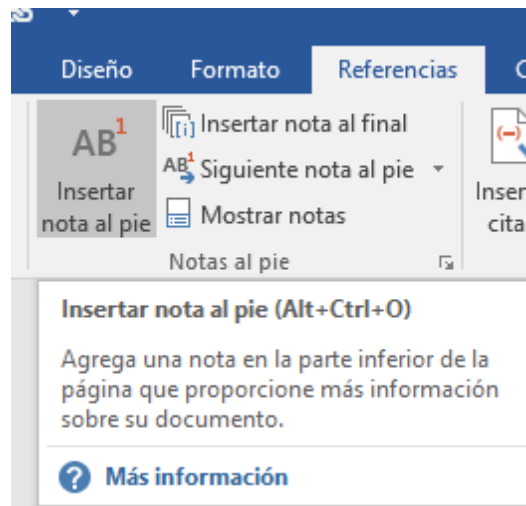 Diseño Formato Referencias
AB1
Insertar
nota al pie
[i] Insertar nota al final
AB1 Siguiente nota al pie
Mostrar notas
(-)
Notas al pie
Insertar nota al pie (Alt+Ctrl+O)
Agrega una nota en la parte inferior de la
página que proporcione más información
sobre su documento.
? Más información